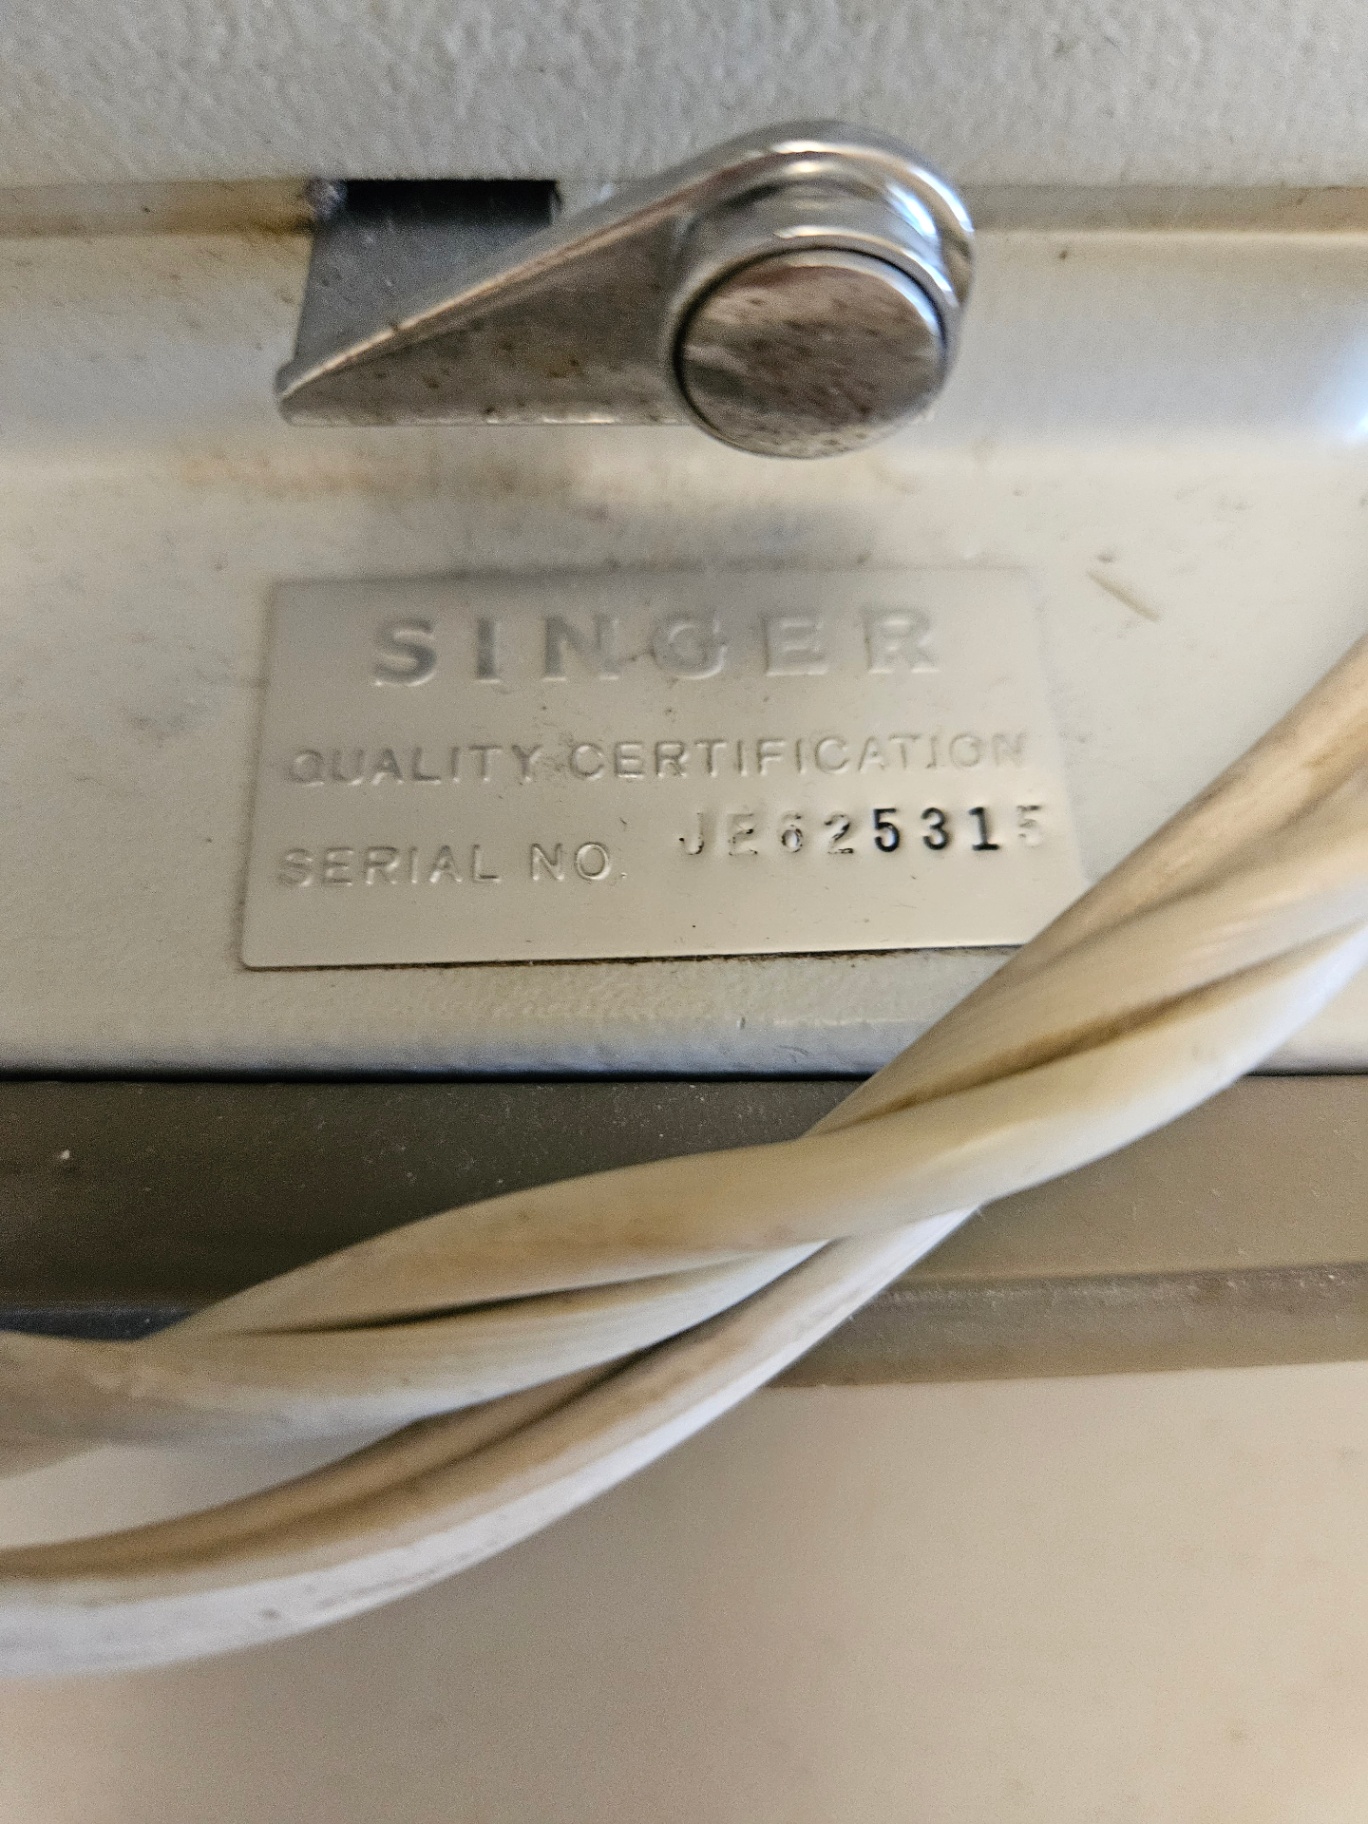 SINGER
QUALITY CERTIFICATION
SERIAL NO. JE625315